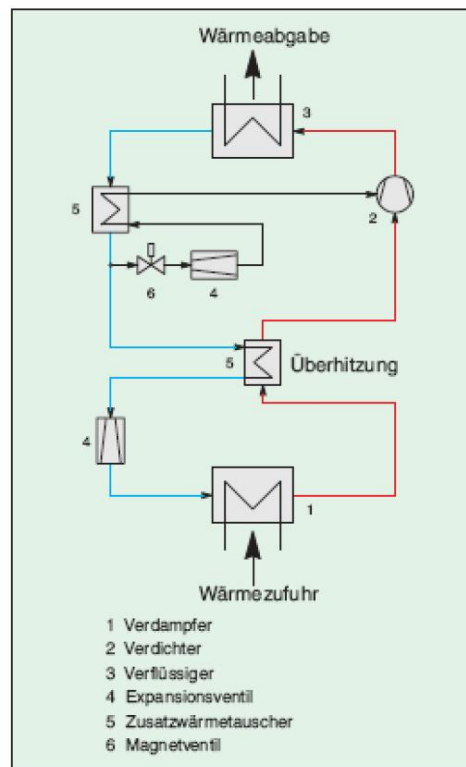 Wärmeabgabe
3
5
2
6
4
5
Überhitzung
4
1
Wärmezufuhr
1 Verdampfer
2 Verdichter
3 Verflüssiger
4 Expansionsventil
5 Zusatzwärmetauscher
6 Magnetventil